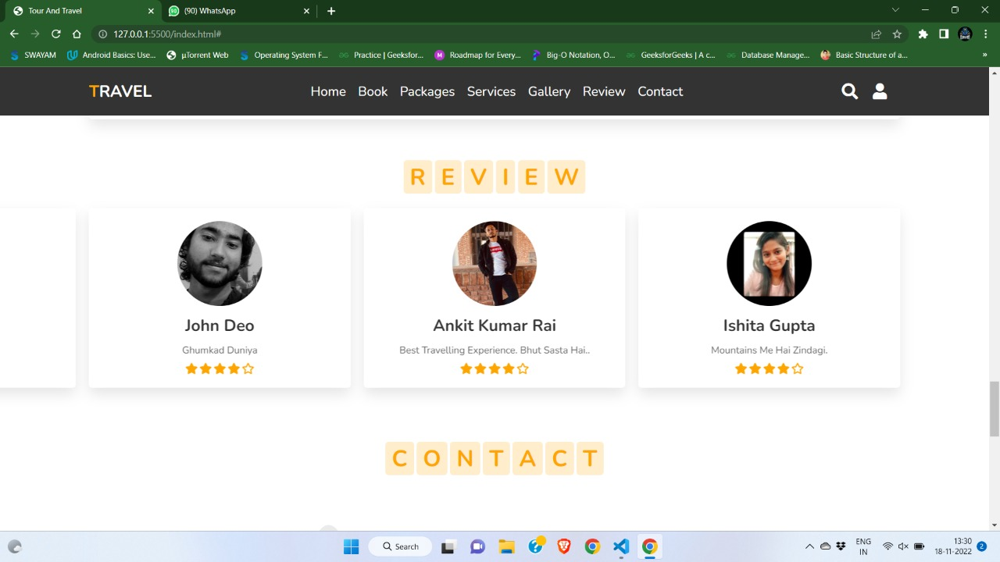 Tour And Travel
(90) WhatsApp
127.0.0.1:5500/index.html#
SWAYAM
Android Basics: Use...
µTorrent Web
Operating System F...
Practice | Geeksfor...
Roadmap for Every...
Big-O Notation, O...
GeeksforGeeks | A c...
Database Manage...
Basic Structure of a...
»
TRAVEL
Home Book Packages Services Gallery Review Contact
REVIEW
John Deo
Ghumkad Duniya
Ankit Kumar Rai
Best Travelling Experience. Bhut Sasta Hai..
Ishita Gupta
Mountains Me Hai Zindagi.
CONTACT
Search
ENG
IN
13:30
18-11-2022
2